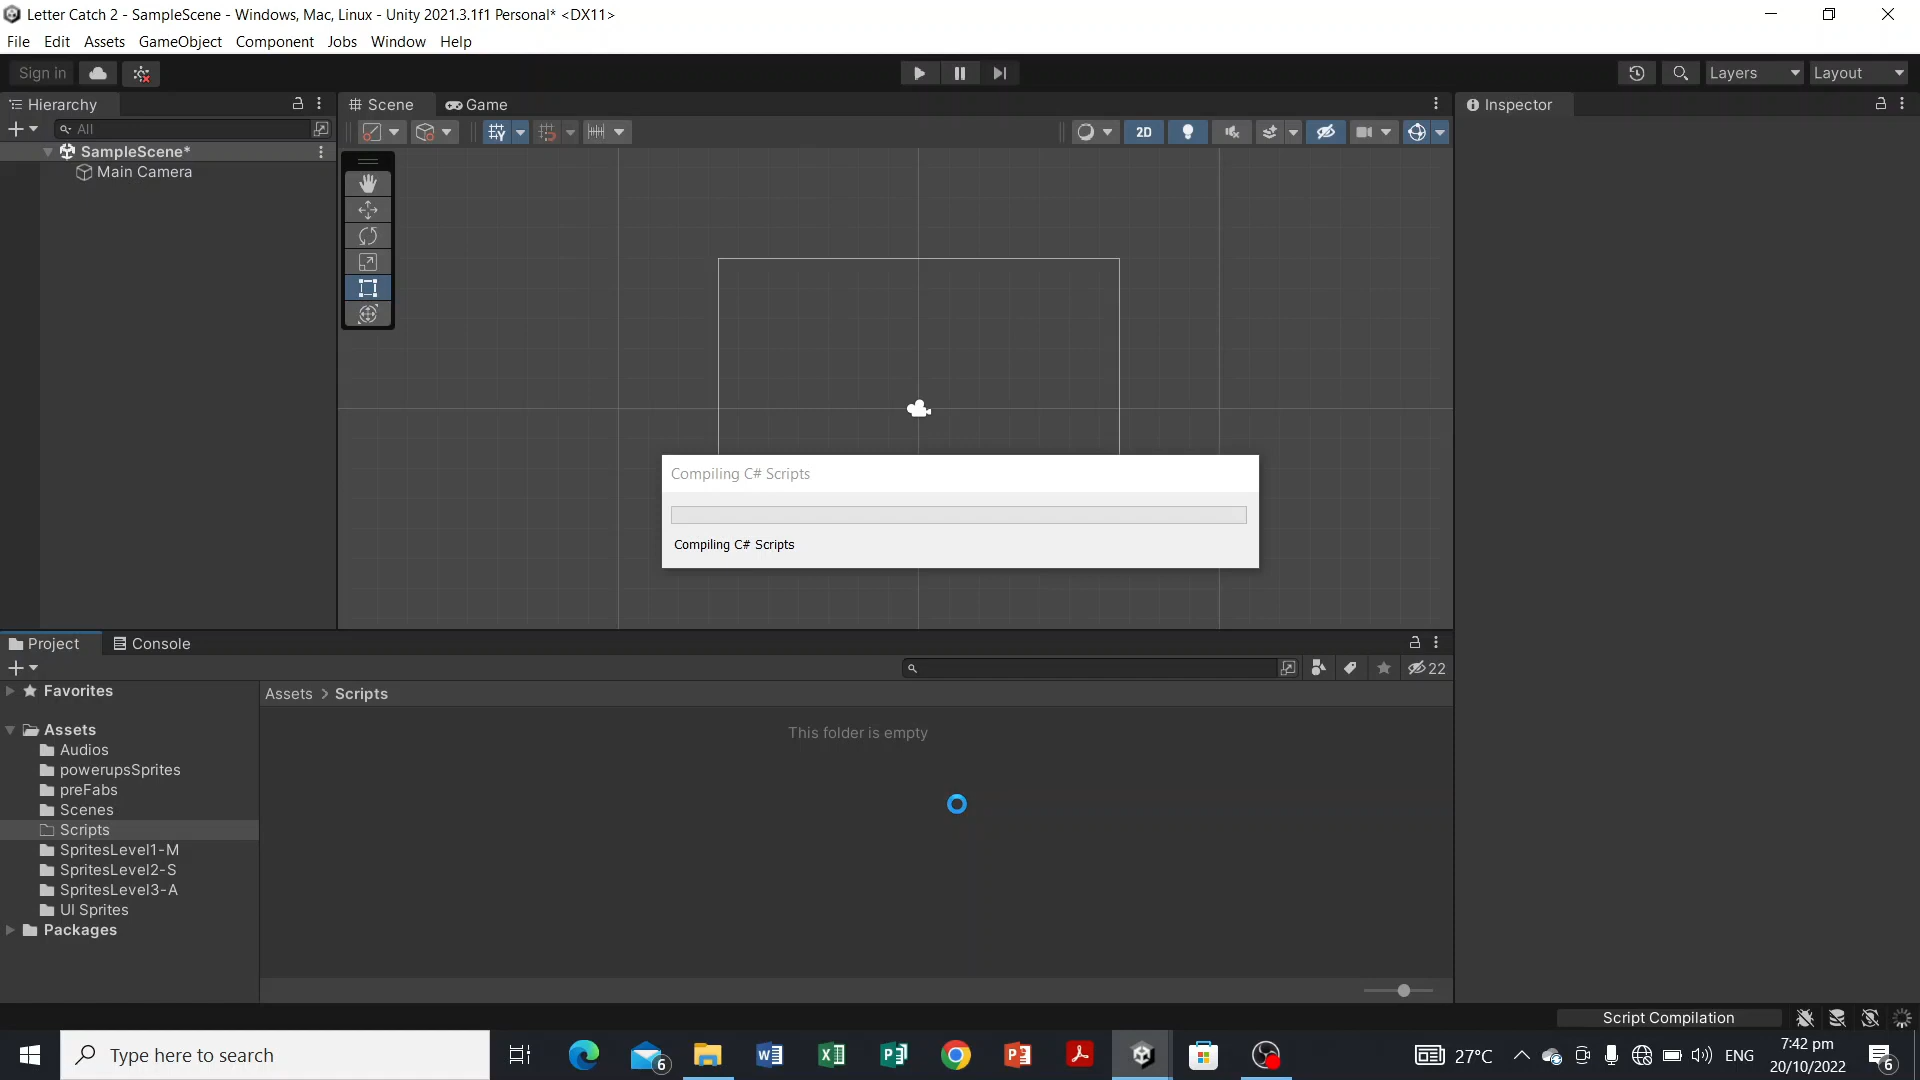 Letter Catch 2 - SampleScene - Windows, Mac, Linux - Unity 2021.3.1f1 Personal* <DX11>
File Edit Assets GameObject Component Jobs Window Help
Sign in
Layers Layout
Hierarchy
Scene Game
Inspector
All
2D
SampleScene*
Main Camera
Compiling C# Scripts
Compiling C# Scripts
Project Console
22
Favorites
Assets > Scripts
Assets
This folder is empty
Audios
powerupsSprites
preFabs
Scenes
Scripts
SpritesLevel1-M
SpritesLevel2-S
SpritesLevel3-A
UI Sprites
Packages
Script Compilation
Type here to search
6
27°C
ENG
7:42 pm
20/10/2022
6